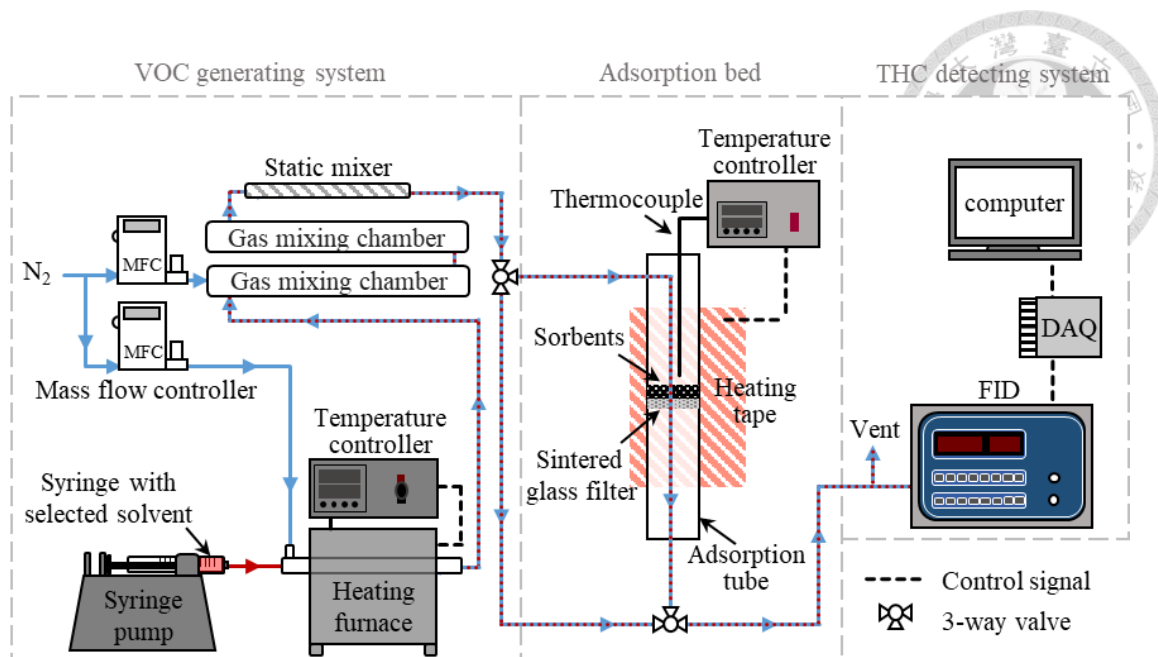 VOC generating system
Adsorption bed
THC detecting system
Static mixer
Gas mixing chamber
Gas mixing chamber
N2
MFC
MFC
Mass flow controller
Temperature
controller
Syringe with
selected solvent
Syringe
pump
Heating
furnace
Temperature
controller
Thermocouple
Sorbents
Heating
tape
Sintered
glass filter
Adsorption
tube
computer
DAQ
FID
Vent
Control signal
3-way valve
灣臺